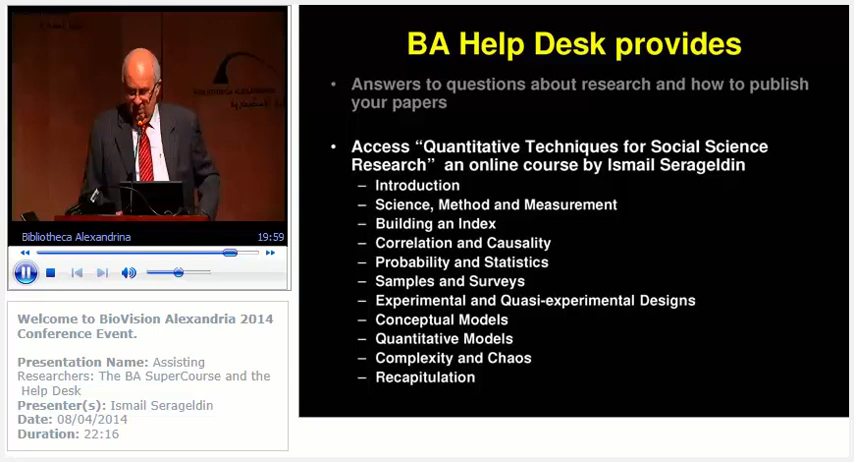 BIBLIOTHECA ALEXANDRINA
Bibliotheca Alexandrina 19:59
Welcome to BioVision Alexandria 2014
Conference Event.
Presentation Name: Assisting
Researchers: The BA SuperCourse and the
Help Desk
Presenter(s): Ismail Serageldin
Date: 08/04/2014
Duration: 22:16
BA Help Desk provides
• Answers to questions about research and how to publish
your papers
• Access “Quantitative Techniques for Social Science
Research” an online course by Ismail Serageldin
– Introduction
– Science, Method and Measurement
– Building an Index
– Correlation and Causality
– Probability and Statistics
– Samples and Surveys
– Experimental and Quasi-experimental Designs
– Conceptual Models
– Quantitative Models
– Complexity and Chaos
– Recapitulation